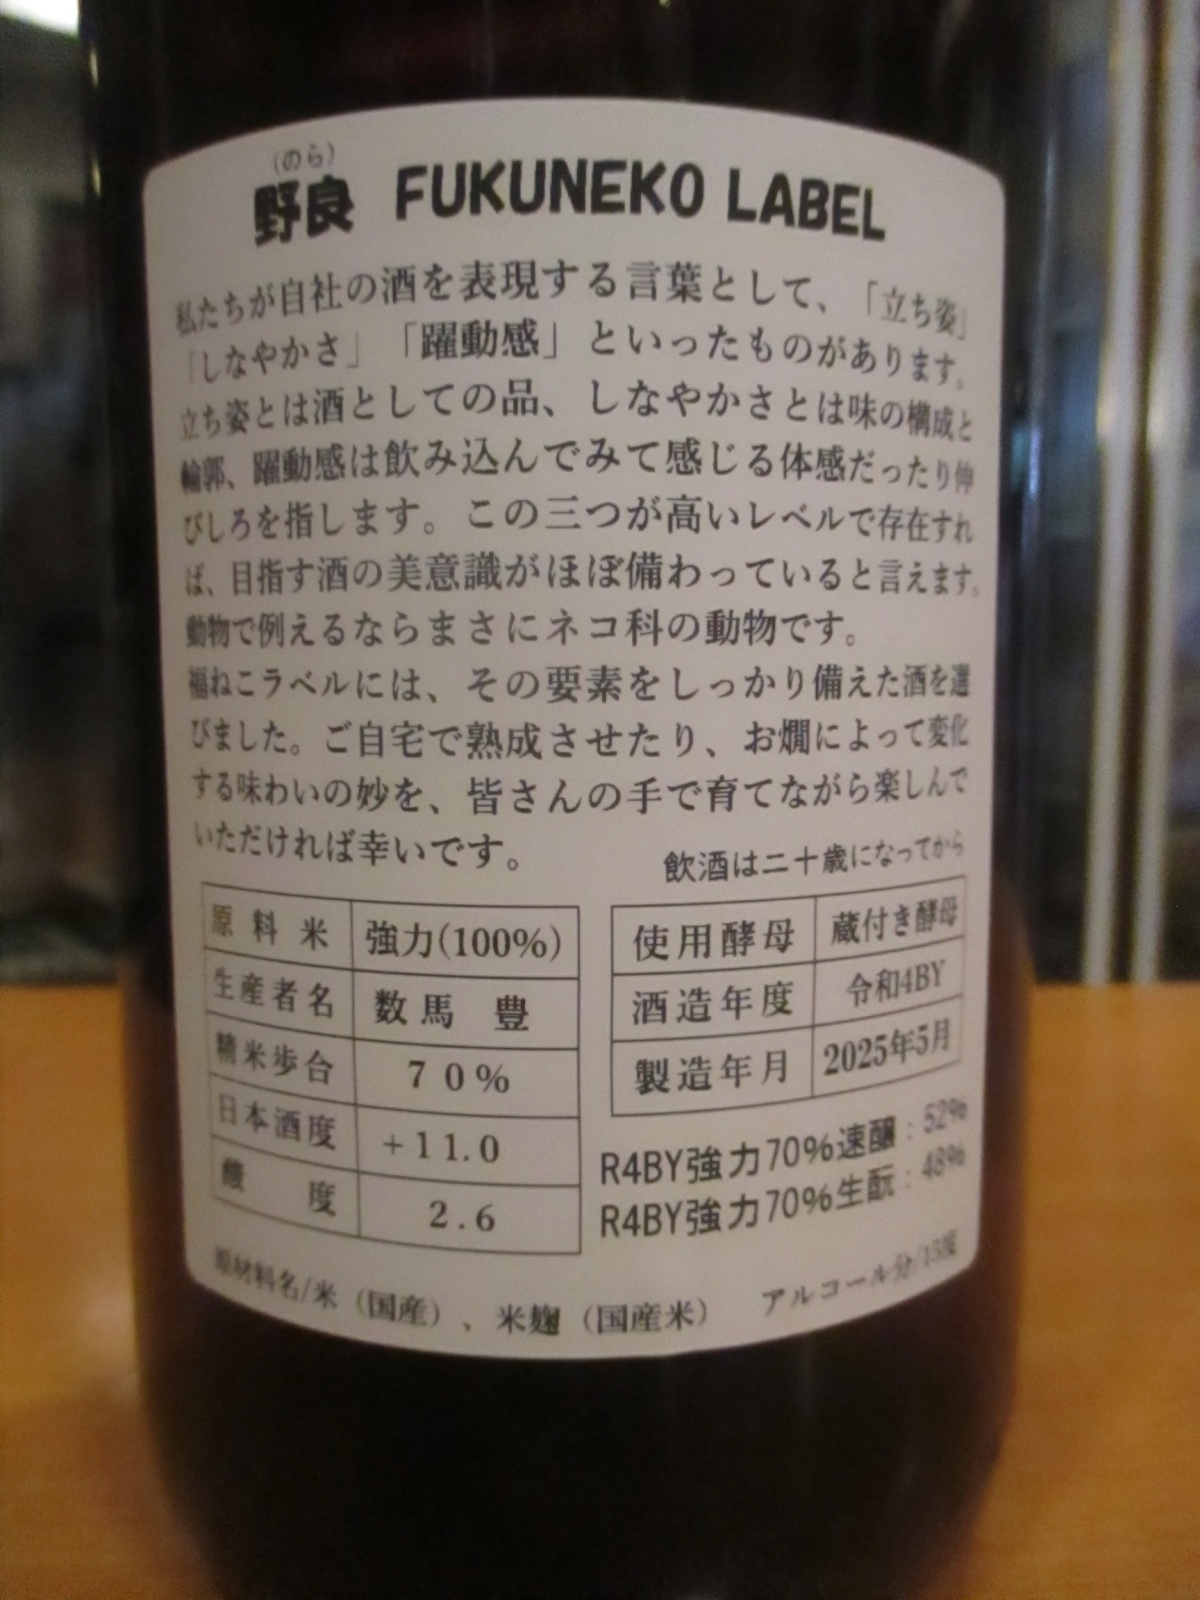 (のら)
野良 FUKUNEKO LABEL
私たちが自社の酒を表現する言葉として、「立ち姿」
「しなやかさ」「躍動感」といったものがあります。
立ち姿とは酒としての品、しなやかさとは味の構成と
輪郭、躍動感は飲み込んでみて感じる体感だったり伸
びしろを指します。この三つが高いレベルで存在すれ
ば、目指す酒の美意識がほぼ備わっていると言えます。
動物で例えるならまさにネコ科の動物です。
福ねこラベルには、その要素をしっかり備えた酒を選
びました。ご自宅で熟成させたり、お燗によって変化
する味わいの妙を、皆さんの手で育てながら楽しんで
いただければ幸いです。
飲酒は二十歳になってから
原料米 強力(100%)
生産者名 数馬 豊
精米歩合 70%
日本酒度 +11.0
酸度 2.6
使用酵母 蔵付き酵母
酒造年度 令和4BY
製造年月 2025年5月
R4BY強力70%速醸:52%
R4BY強力70%生酛:48%
原材料名/米(国産)、米麹(国産米) アルコール分/15度